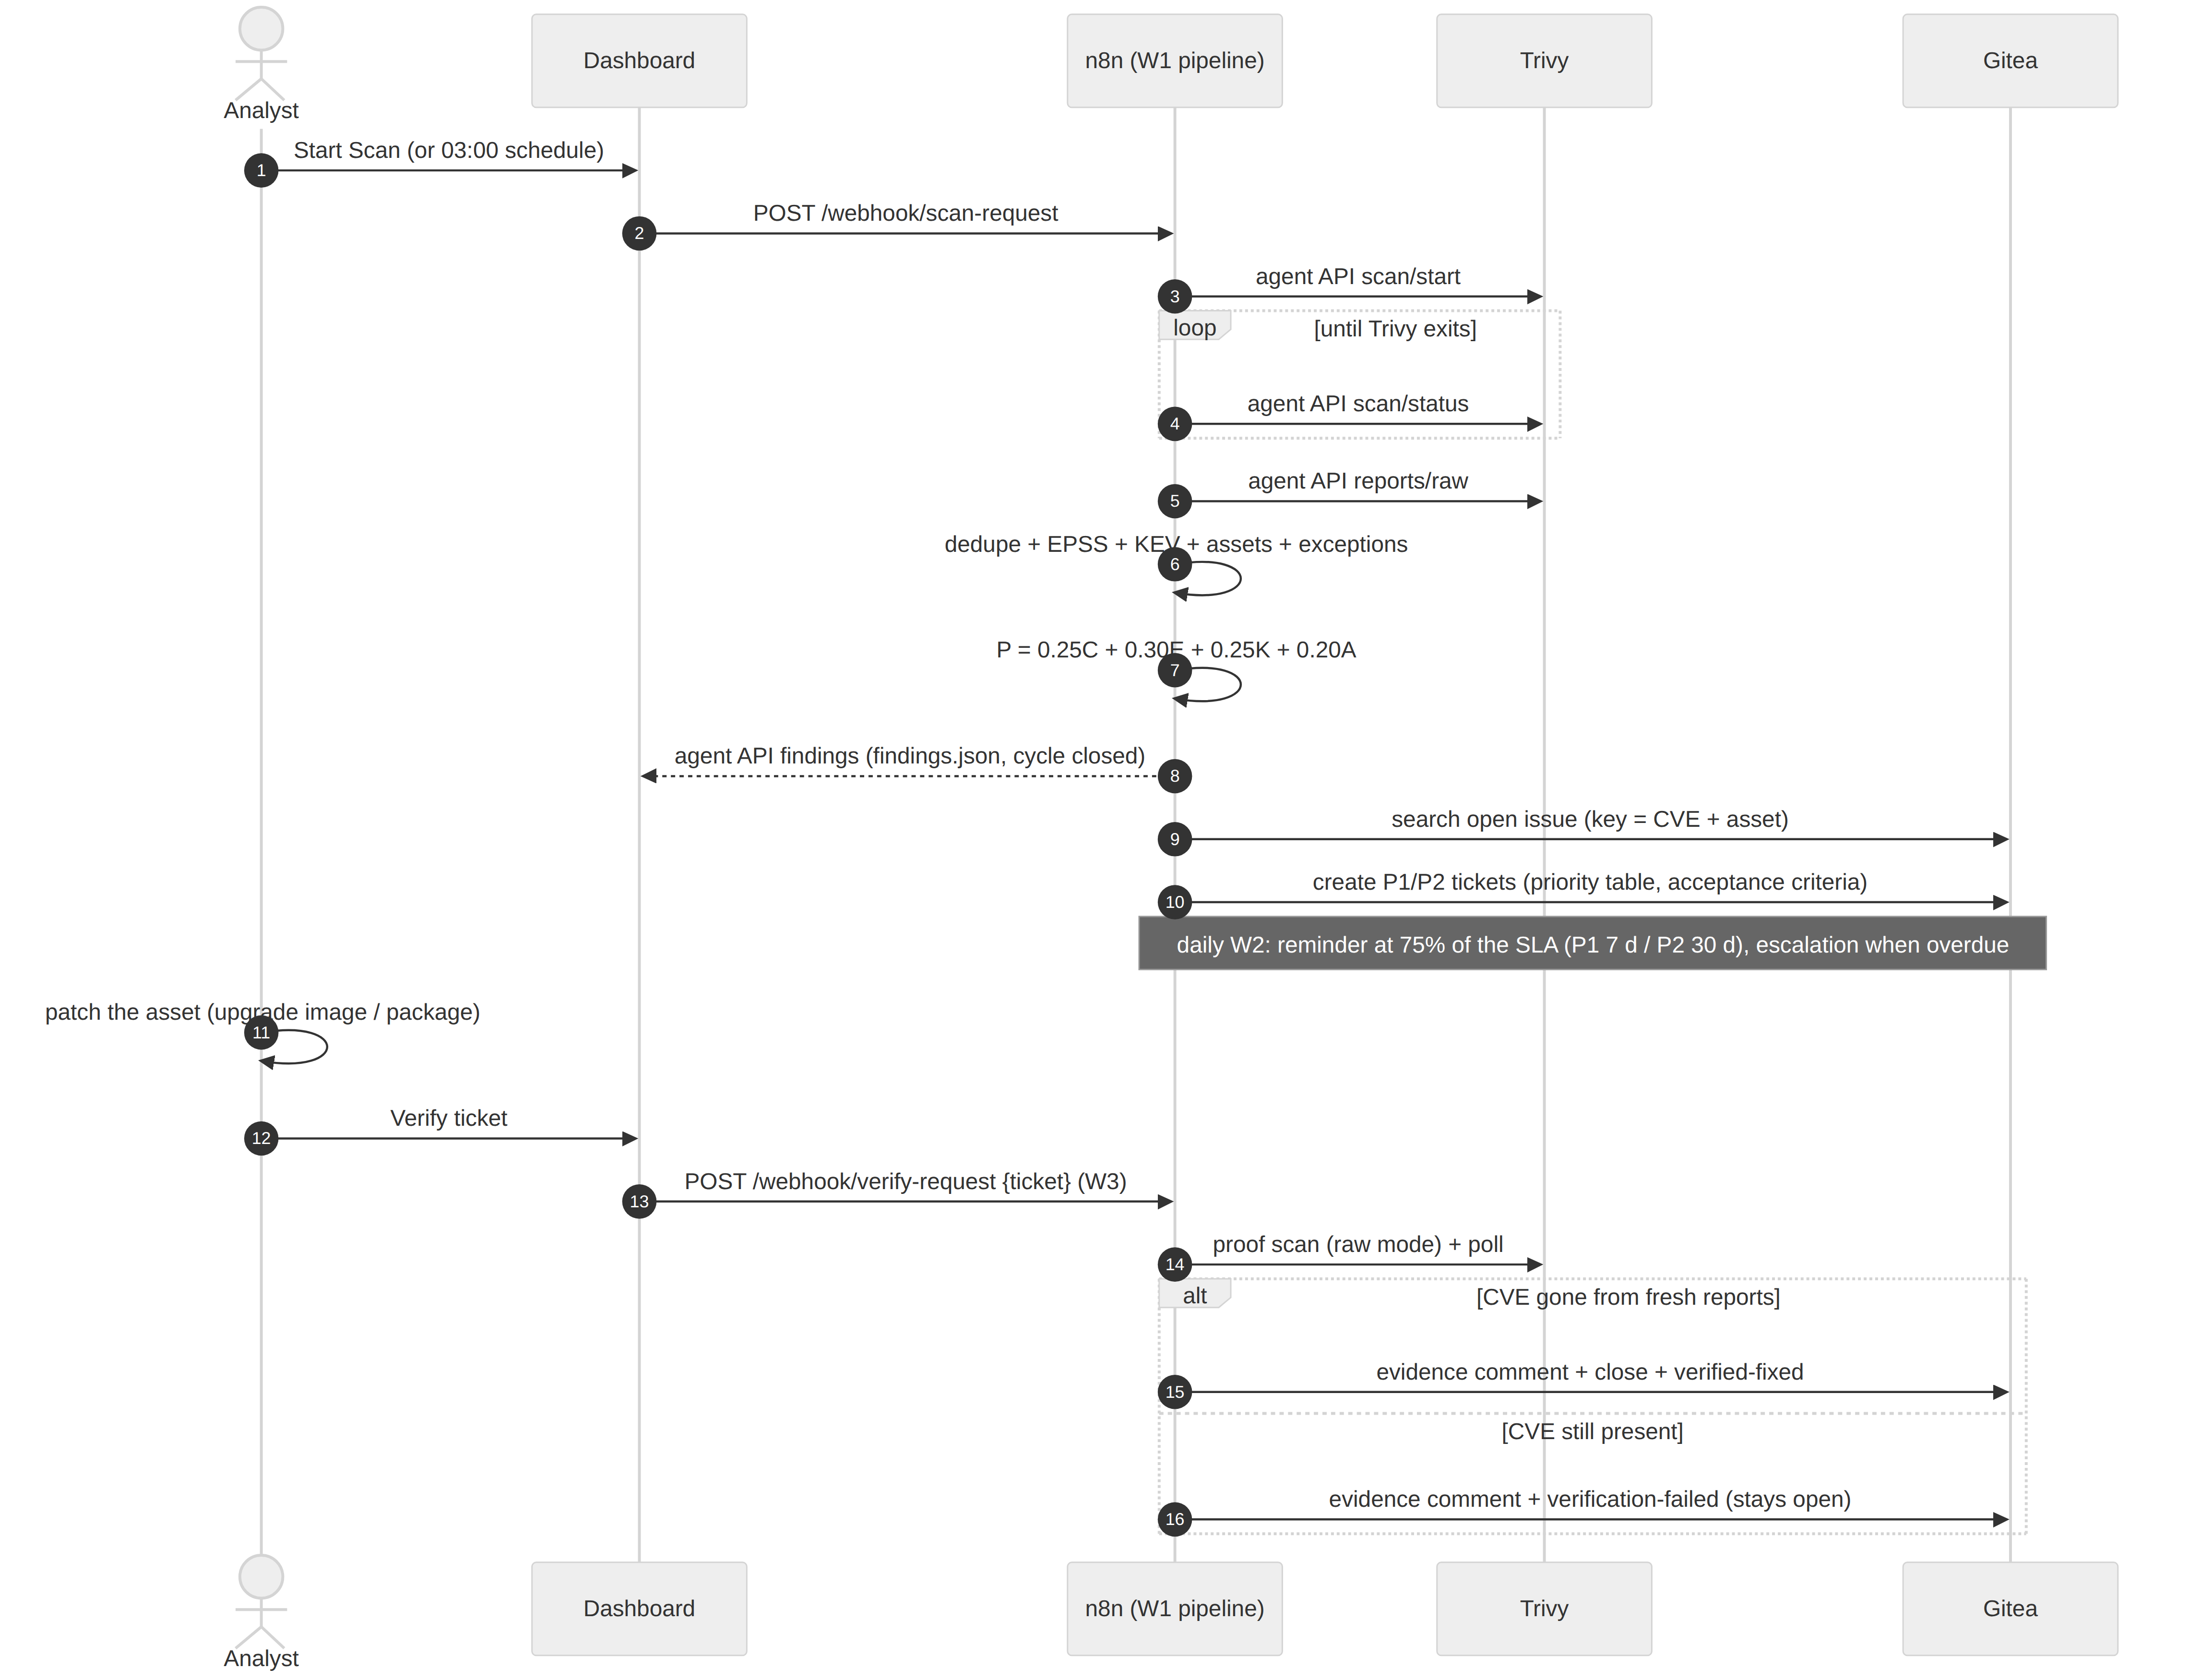 Analyst
Dashboard
n8n (W1 pipeline)
Trivy
Gitea
Start Scan (or 03:00 schedule)
1
POST /webhook/scan-request
2
agent API scan/start
3
loop
[until Trivy exits]
agent API scan/status
4
agent API reports/raw
5
dedupe + EPSS + KEV + assets + exceptions
6
P = 0.25C + 0.30E + 0.25K + 0.20A
7
agent API findings (findings.json, cycle closed)
8
search open issue (key = CVE + asset)
9
create P1/P2 tickets (priority table, acceptance criteria)
10
daily W2: reminder at 75% of the SLA (P1 7 d / P2 30 d), escalation when overdue
patch the asset (upgrade image / package)
11
Verify ticket
12
POST /webhook/verify-request {ticket} (W3)
13
proof scan (raw mode) + poll
14
alt
[CVE gone from fresh reports]
evidence comment + close + verified-fixed
15
[CVE still present]
evidence comment + verification-failed (stays open)
16
Analyst
Dashboard
n8n (W1 pipeline)
Trivy
Gitea